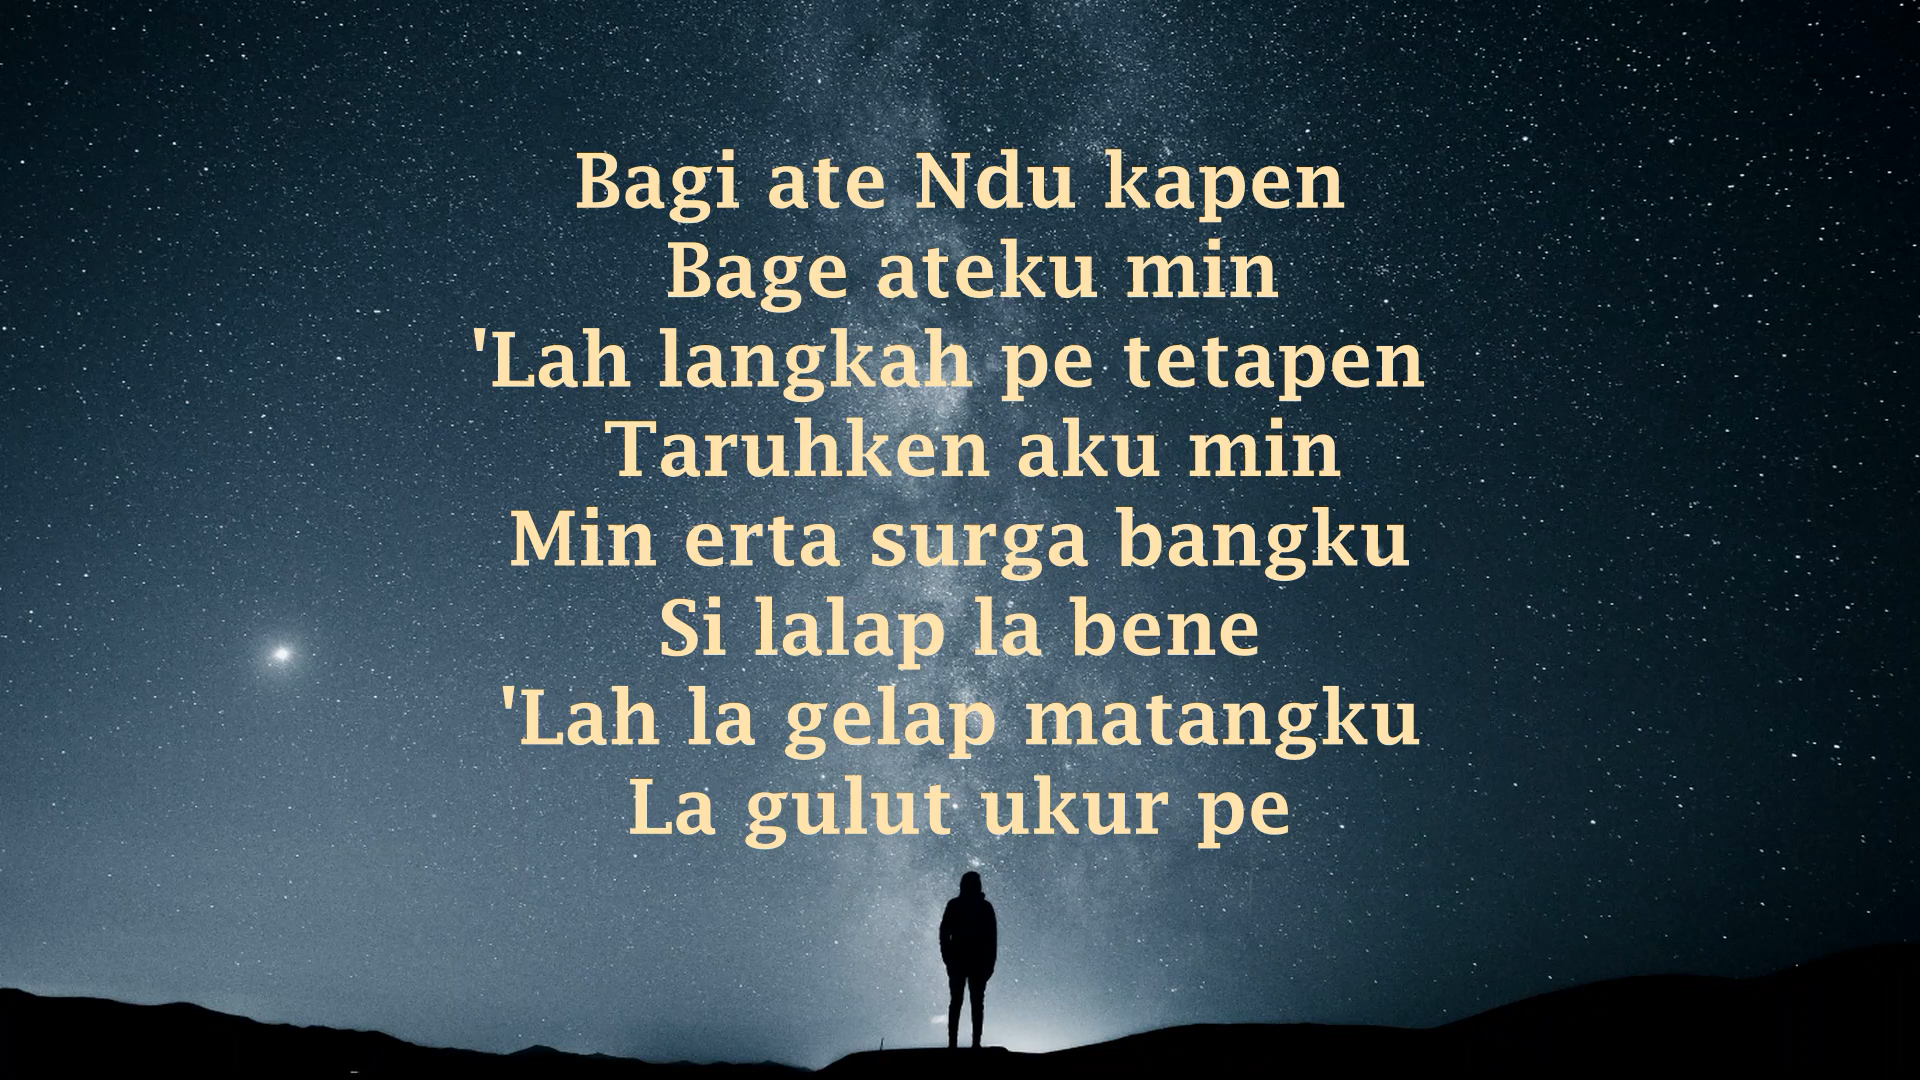 Bagi ate Ndu kapen
Bage ateku min
'Lah langkah pe tetapen
Taruhken aku min
Min erta surga bangku
Si lalap la bene
'Lah la gelap matangku
La gulut ukur pe